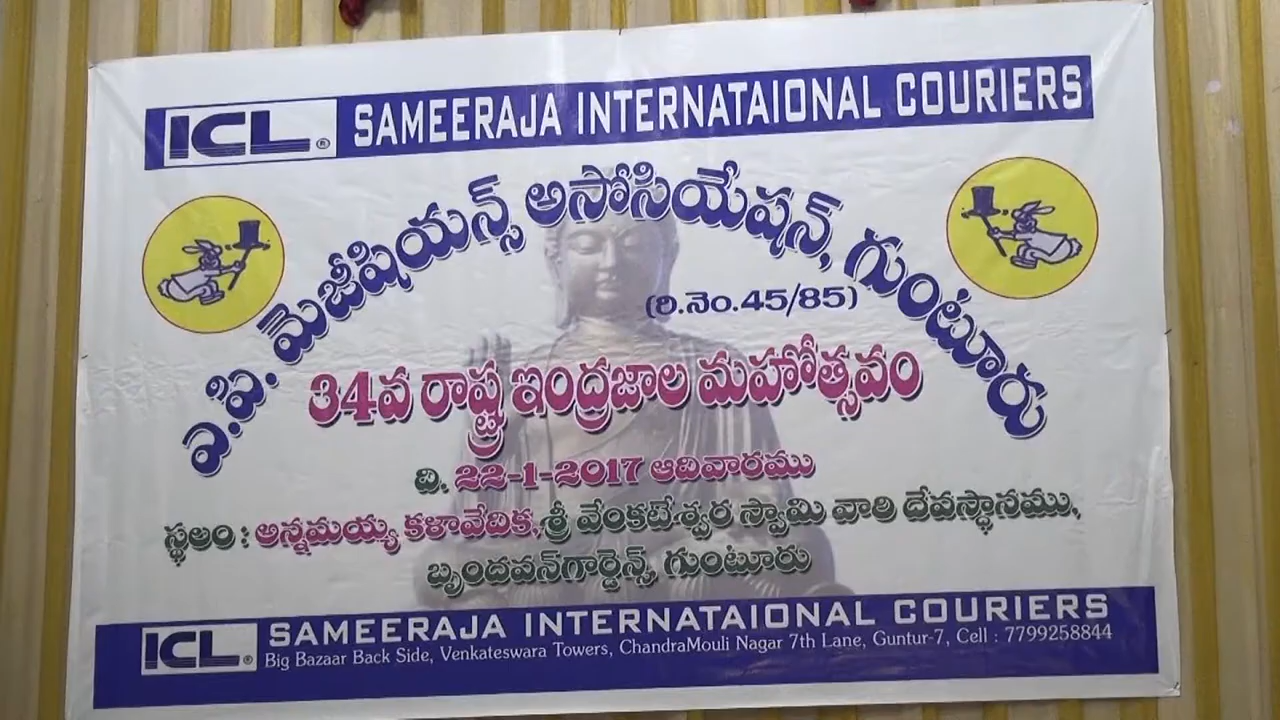 ICL® SAMEERAJA INTERNATAIONAL COURIERS
ఎ.పి. మెజీషియన్స్ అసోసియేషన్, గుంటూరు
(రి.నెం.45/85)
34వ రాష్ట్ర ఇంద్రజాల మహోత్సవం
ది. 22-1-2017 ఆదివారము
స్థలం : అన్నమయ్య కళావేదిక, శ్రీ వేంకటేశ్వర స్వామి వారి దేవస్థానము,
బృందావన్‌గార్డెన్స్, గుంటూరు
ICL® SAMEERAJA INTERNATAIONAL COURIERS
Big Bazaar Back Side, Venkateswara Towers, ChandraMouli Nagar 7th Lane, Guntur-7, Cell : 7799258844